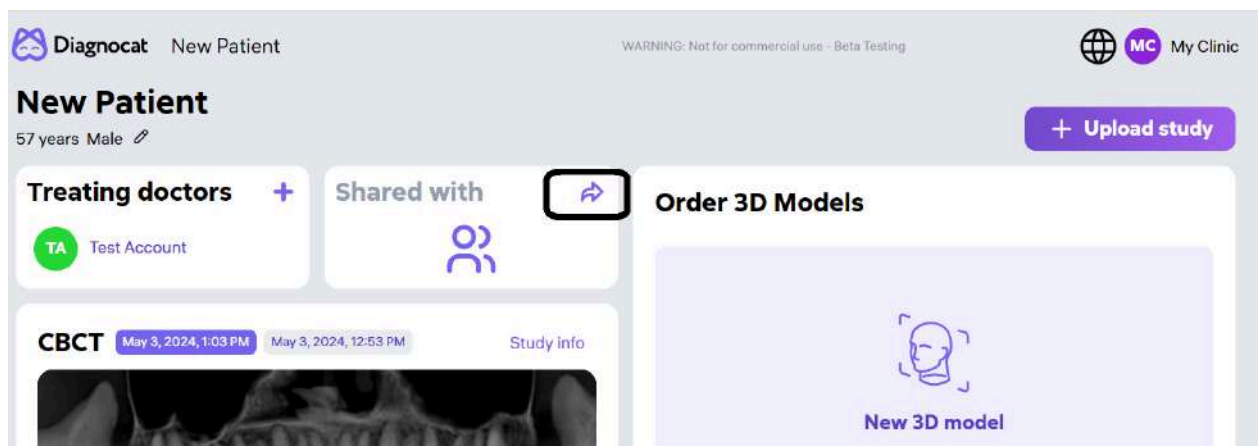 Diagnocat New Patient
WARNING: Not for commercial use - Beta Testing
MC My Clinic
New Patient
57 years Male
+ Upload study
Treating doctors +
TA Test Account
Shared with
Order 3D Models
CBCT May 3, 2024, 1:03 PM May 3, 2024, 12:53 PM Study info
New 3D model